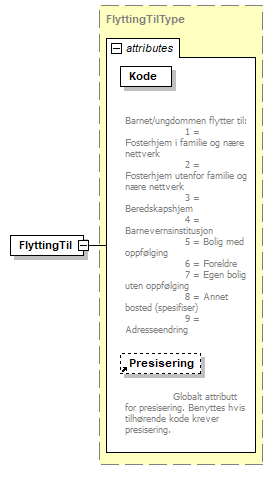 FlyttingTilType
attributes
Kode
Barnet/ungdommen flytter til:
1 =
Fosterhjem i familie og nære
nettverk
2 =
Fosterhjem utenfor familie og
nære nettverk
3 =
Beredskapshjem
4 =
Barnevernsinstitusjon
5 = Bolig med
oppfølging
6 = Foreldre
7 = Egen bolig
uten oppfølging
8 = Annet
bosted (spesifiser)
9 =
Adresseendring
FlyttingTil
Presisering
Globalt attributt
for presisering. Benyttes hvis
tilhørende kode krever
presisering.